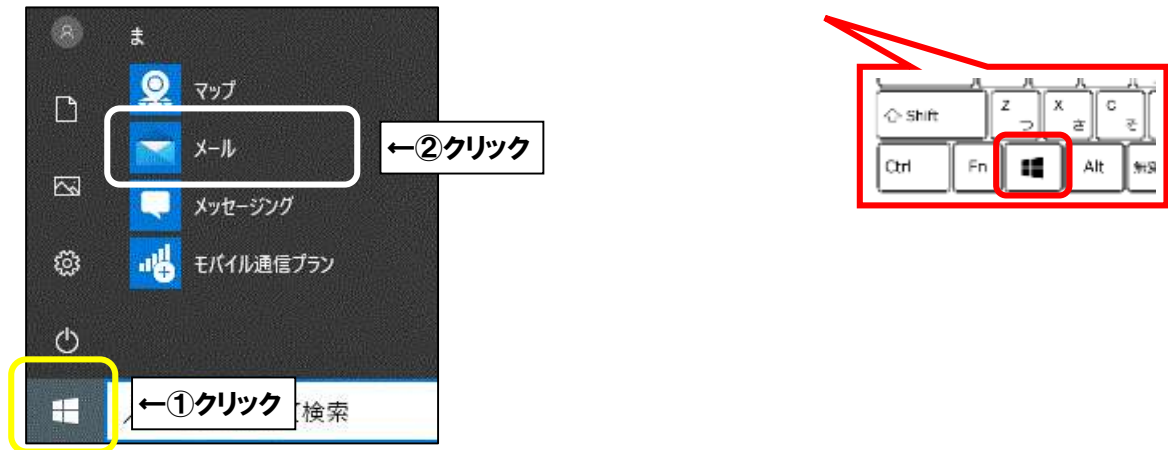 ま
マップ
メール
←②クリック
メッセージング
モバイル通信プラン
←①クリック
検索
Shift
Z
つ
X
さ
C
そ
Ctrl
Fn
Alt